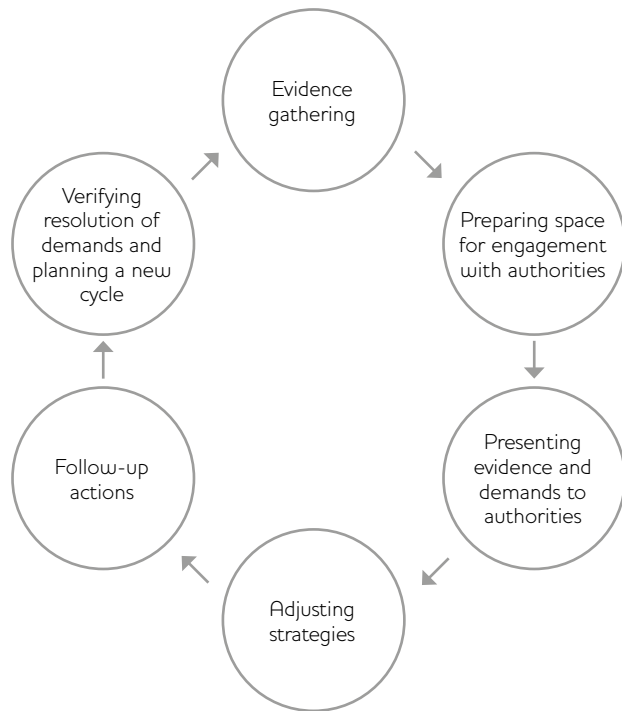 Evidence
gathering
Preparing space
for engagement
with authorities
Presenting
evidence and
demands to
authorities
Adjusting
strategies
Follow-up
actions
Verifying
resolution of
demands and
planning a new
cycle